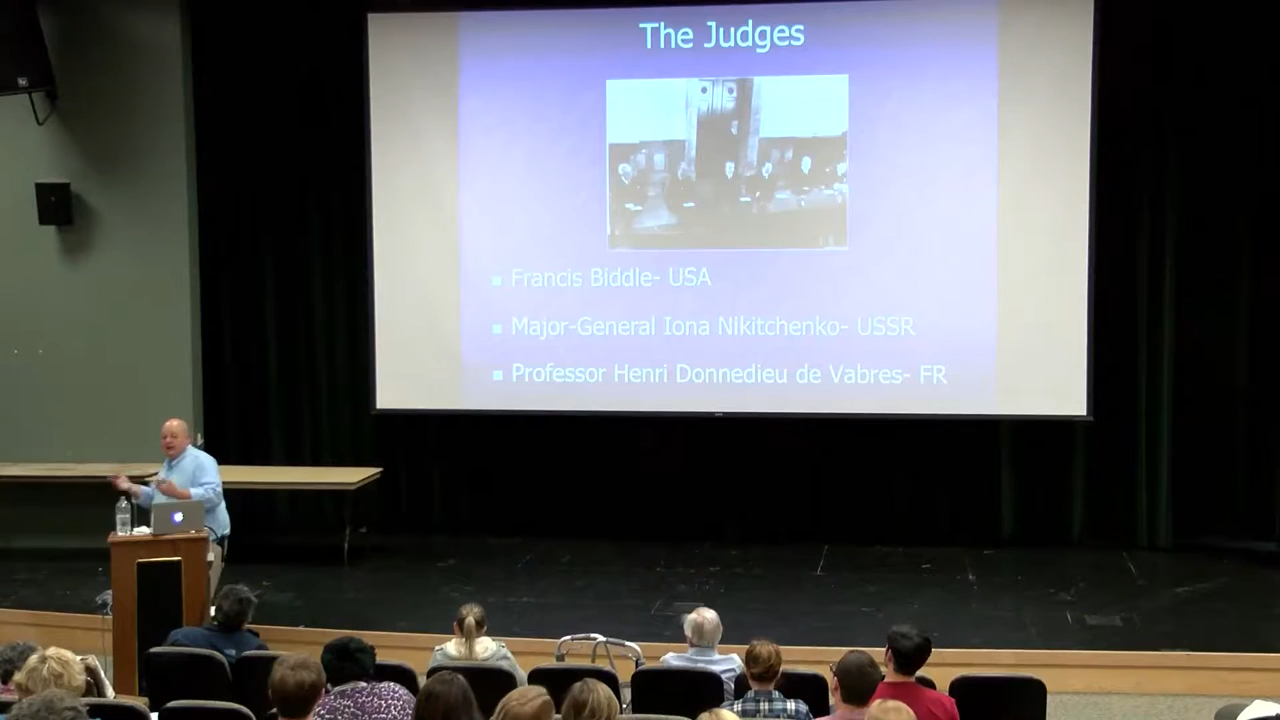 The Judges
Francis Biddle- USA
Major-General Iona Nikitchenko- USSR
Professor Henri Donnedieu de Vabres- FR